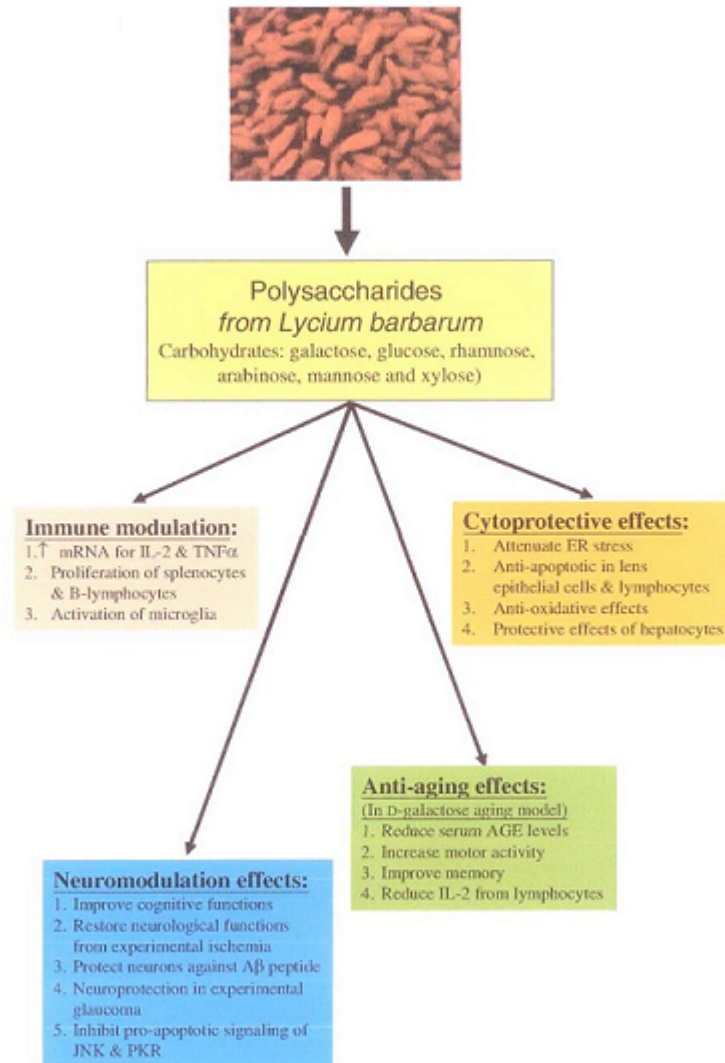 Polysaccharides
from Lycium barbarum
Carbohydrates: galactose, glucose, rhamnose,
arabinose, mannose and xylose)
Immune modulation:
1.↑ mRNA for IL-2 & TNFα
2. Proliferation of splenocytes
& B-lymphocytes
3. Activation of microglia
Cytoprotective effects:
1. Attenuate ER stress
2. Anti-apoptotic in lens
epithelial cells & lymphocytes
3. Anti-oxidative effects
4. Protective effects of hepatocytes
Anti-aging effects:
(In D-galactose aging model)
1. Reduce serum AGE levels
2. Increase motor activity
3. Improve memory
4. Reduce IL-2 from lymphocytes
Neuromodulation effects:
1. Improve cognitive functions
2. Restore neurological functions
from experimental ischemia
3. Protect neurons against Aβ peptide
4. Neuroprotection in experimental
glaucoma
5. Inhibit pro-apoptotic signaling of
JNK & PKR